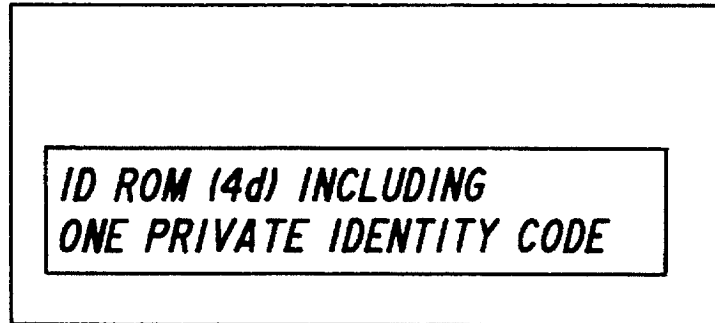 ID ROM (4d) INCLUDING
ONE PRIVATE IDENTITY CODE